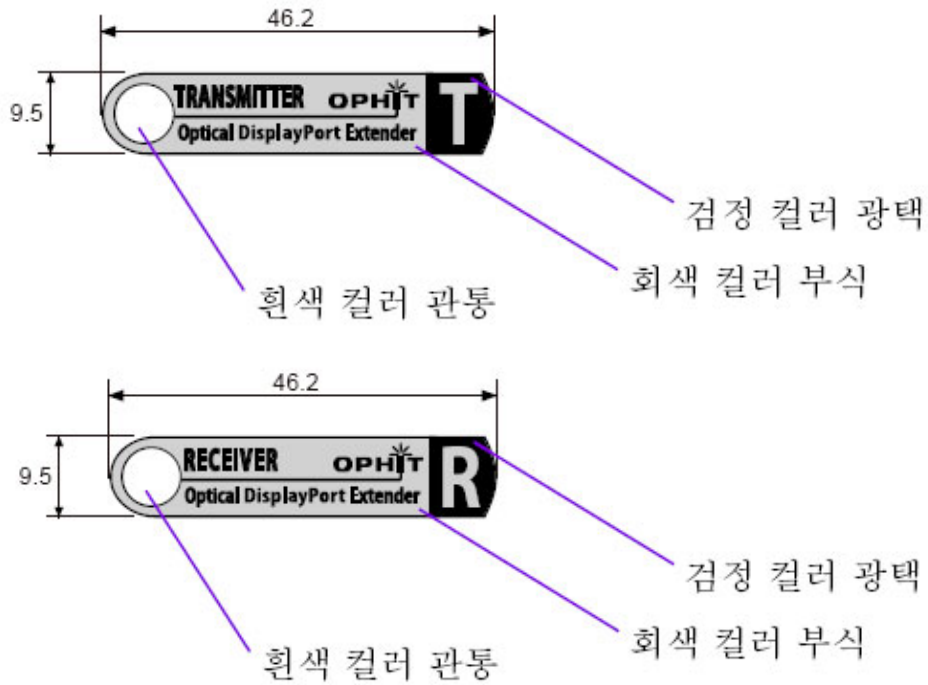 46.2
9.5
TRANSMITTER OPHIT T
Optical DisplayPort Extender
검정 컬러 광택
회색 컬러 부식
흰색 컬러 관통
46.2
9.5
RECEIVER OPHIT R
Optical DisplayPort Extender
검정 컬러 광택
회색 컬러 부식
흰색 컬러 관통